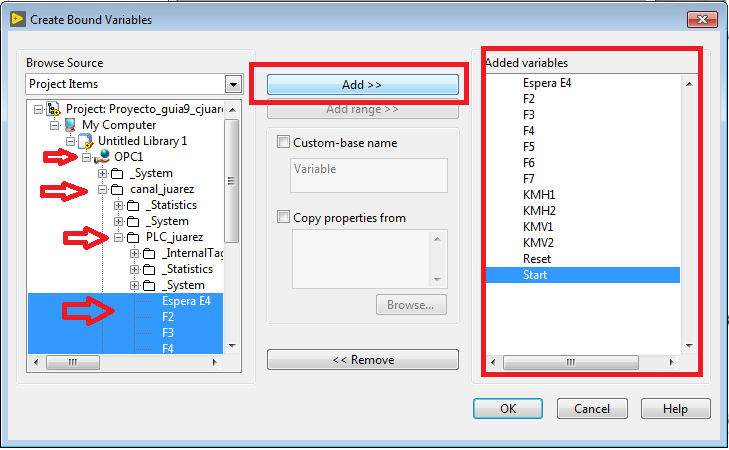 Create Bound Variables
Browse Source
Project Items
Project: Proyecto_guia9_cjuare
My Computer
Untitled Library 1
OPC1
_System
canal_juarez
_Statistics
_System
PLC_juarez
_InternalTag
_Statistics
_System
Espera E4
F2
F3
F4
Add >>
Add range >>
Custom-base name
Variable
Copy properties from
Browse...
<< Remove
Added variables
Espera E4
F2
F3
F4
F5
F6
F7
KMH1
KMH2
KMV1
KMV2
Reset
Start
OK
Cancel
Help